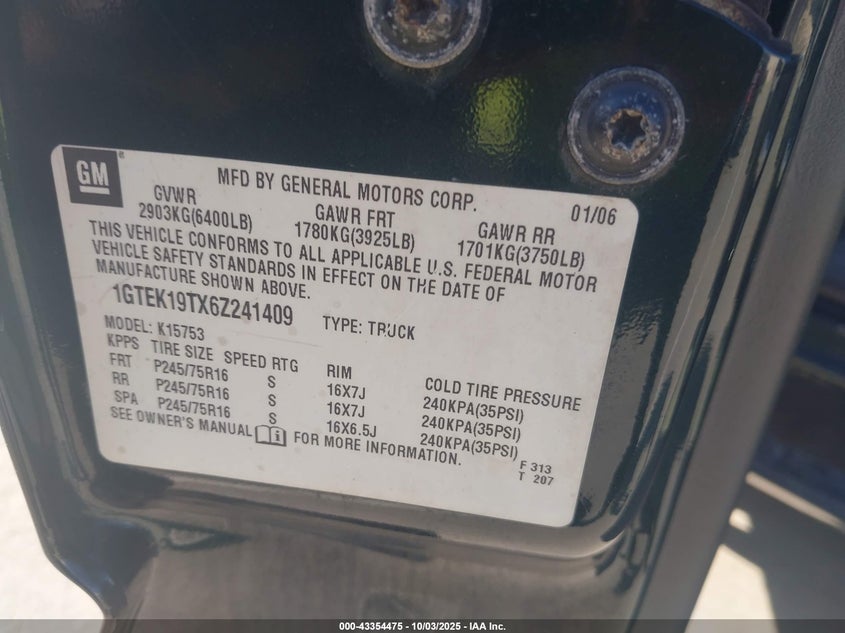 GM
MFD BY GENERAL MOTORS CORP. 01/06
GVWR GAWR FRT GAWR RR
2903KG(6400LB) 1780KG(3925LB) 1701KG(3750LB)
THIS VEHICLE CONFORMS TO ALL APPLICABLE U.S. FEDERAL MOTOR
VEHICLE SAFETY STANDARDS IN EFFECT ON THE DATE OF
MANUFACTURE SHOWN ABOVE.
1GTEK19TX6Z241409 TYPE: TRUCK
MODEL: K15753
KPPS TIRE SIZE SPEED RTG RIM COLD TIRE PRESSURE
FRT P245/75R16 S 16X7J 240KPA(35PSI)
RR P245/75R16 S 16X7J 240KPA(35PSI)
SPA P245/75R16 S 16X6.5J 240KPA(35PSI)
SEE OWNER'S MANUAL FOR MORE INFORMATION.
F 313
T 207
000-43354475 - 10/03/2025 - IAA Inc.